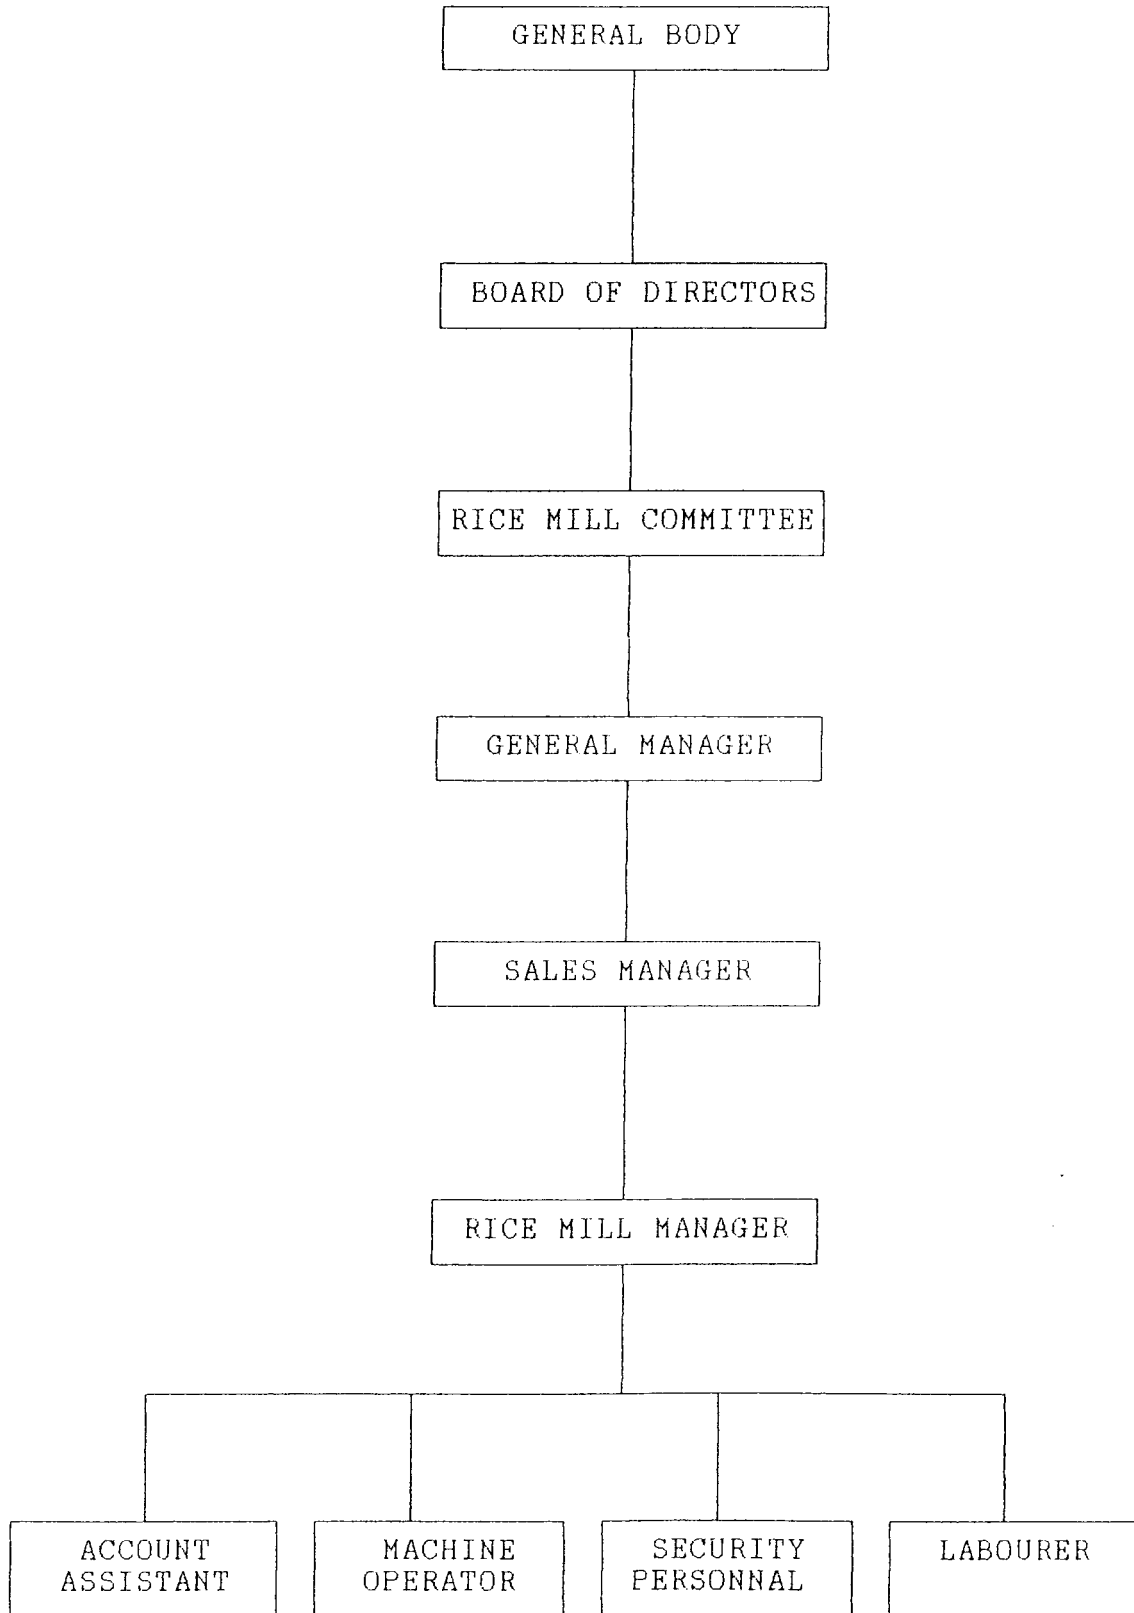 GENERAL BODY
BOARD OF DIRECTORS
RICE MILL COMMITTEE
GENERAL MANAGER
SALES MANAGER
RICE MILL MANAGER
ACCOUNT
ASSISTANT
MACHINE
OPERATOR
SECURITY
PERSONNAL
LABOURER